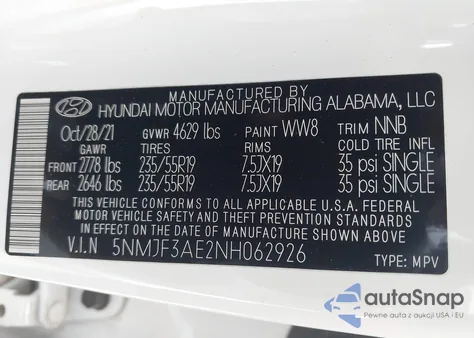 MANUFACTURED BY
HYUNDAI MOTOR MANUFACTURING ALABAMA, LLC
Oct/28/21 GVWR 4629 lbs PAINT WW8 TRIM NNB
GAWR TIRES RIMS COLD TIRE INFL
FRONT 2778 lbs 235/55R19 7.5JX19 35 psi SINGLE
REAR 2646 lbs 235/55R19 7.5JX19 35 psi SINGLE
THIS VEHICLE CONFORMS TO ALL APPLICABLE U.S.A. FEDERAL
MOTOR VEHICLE SAFETY AND THEFT PREVENTION STANDARDS IN
EFFECT ON THE DATE OF MANUFACTURE SHOWN ABOVE.
V.I.N 5NMJF3AE2NH062926 TYPE: MPV
autoSnap
Pewne auta z aukcji USA i EU